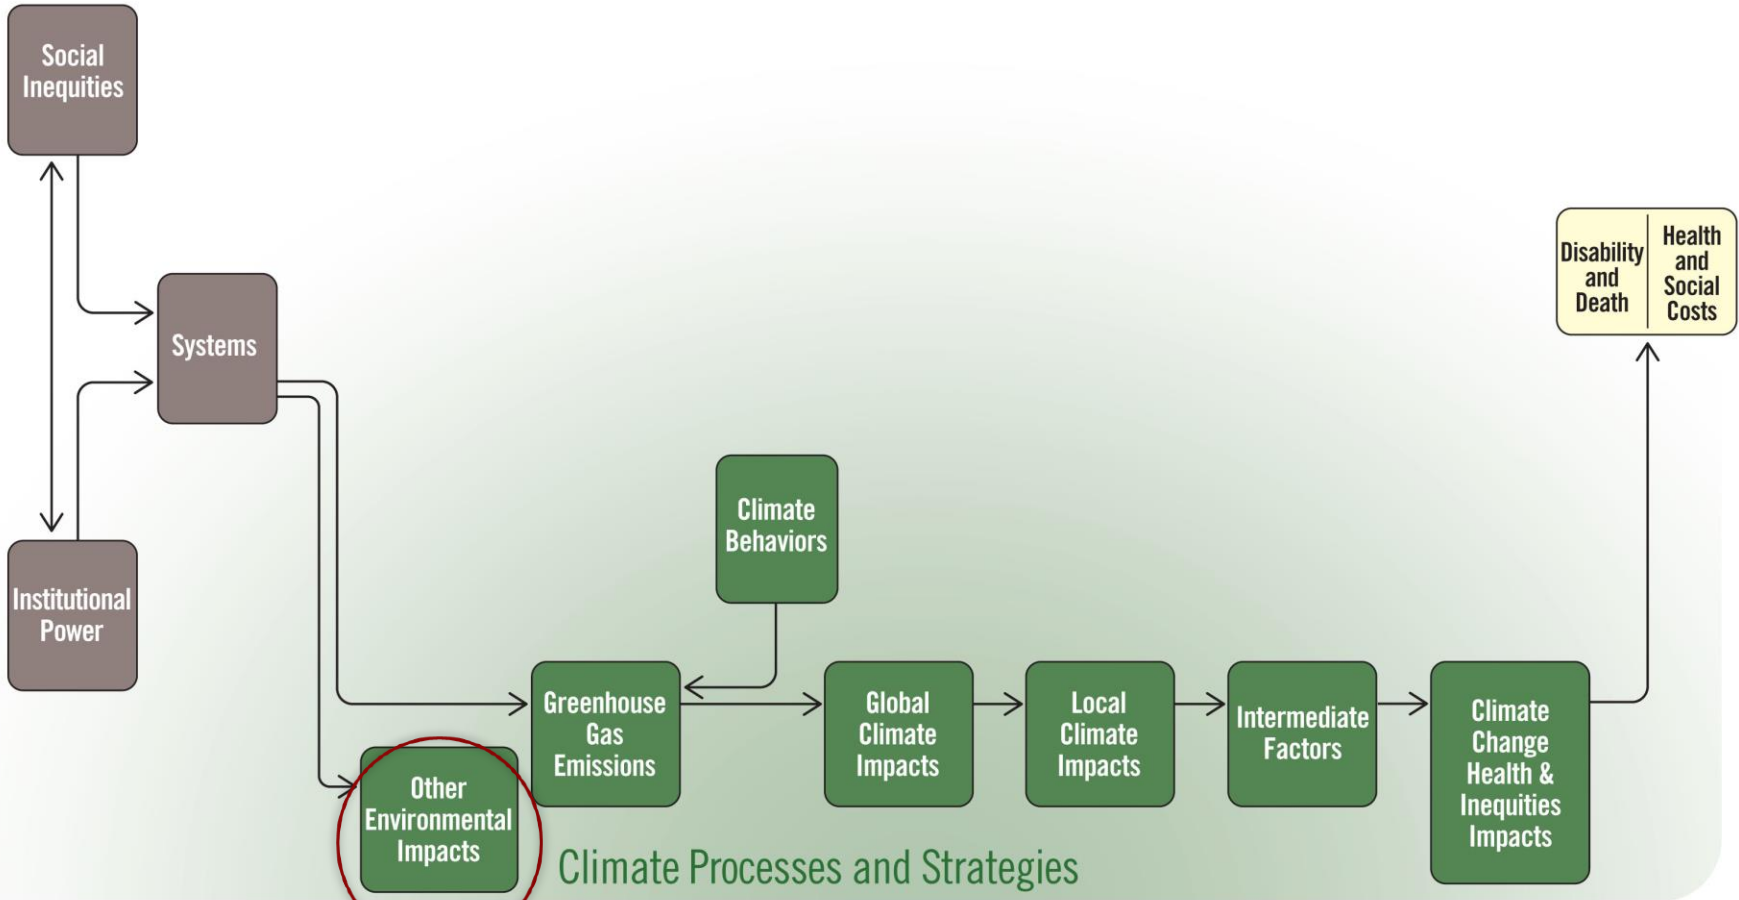 Social
Inequities
Systems
Institutional
Power
Climate
Behaviors
Greenhouse
Gas
Emissions
Other
Environmental
Impacts
Global
Climate
Impacts
Local
Climate
Impacts
Intermediate
Factors
Climate
Change
Health &
Inequities
Impacts
Disability
and
Death
Health
and
Social
Costs
Climate Processes and Strategies